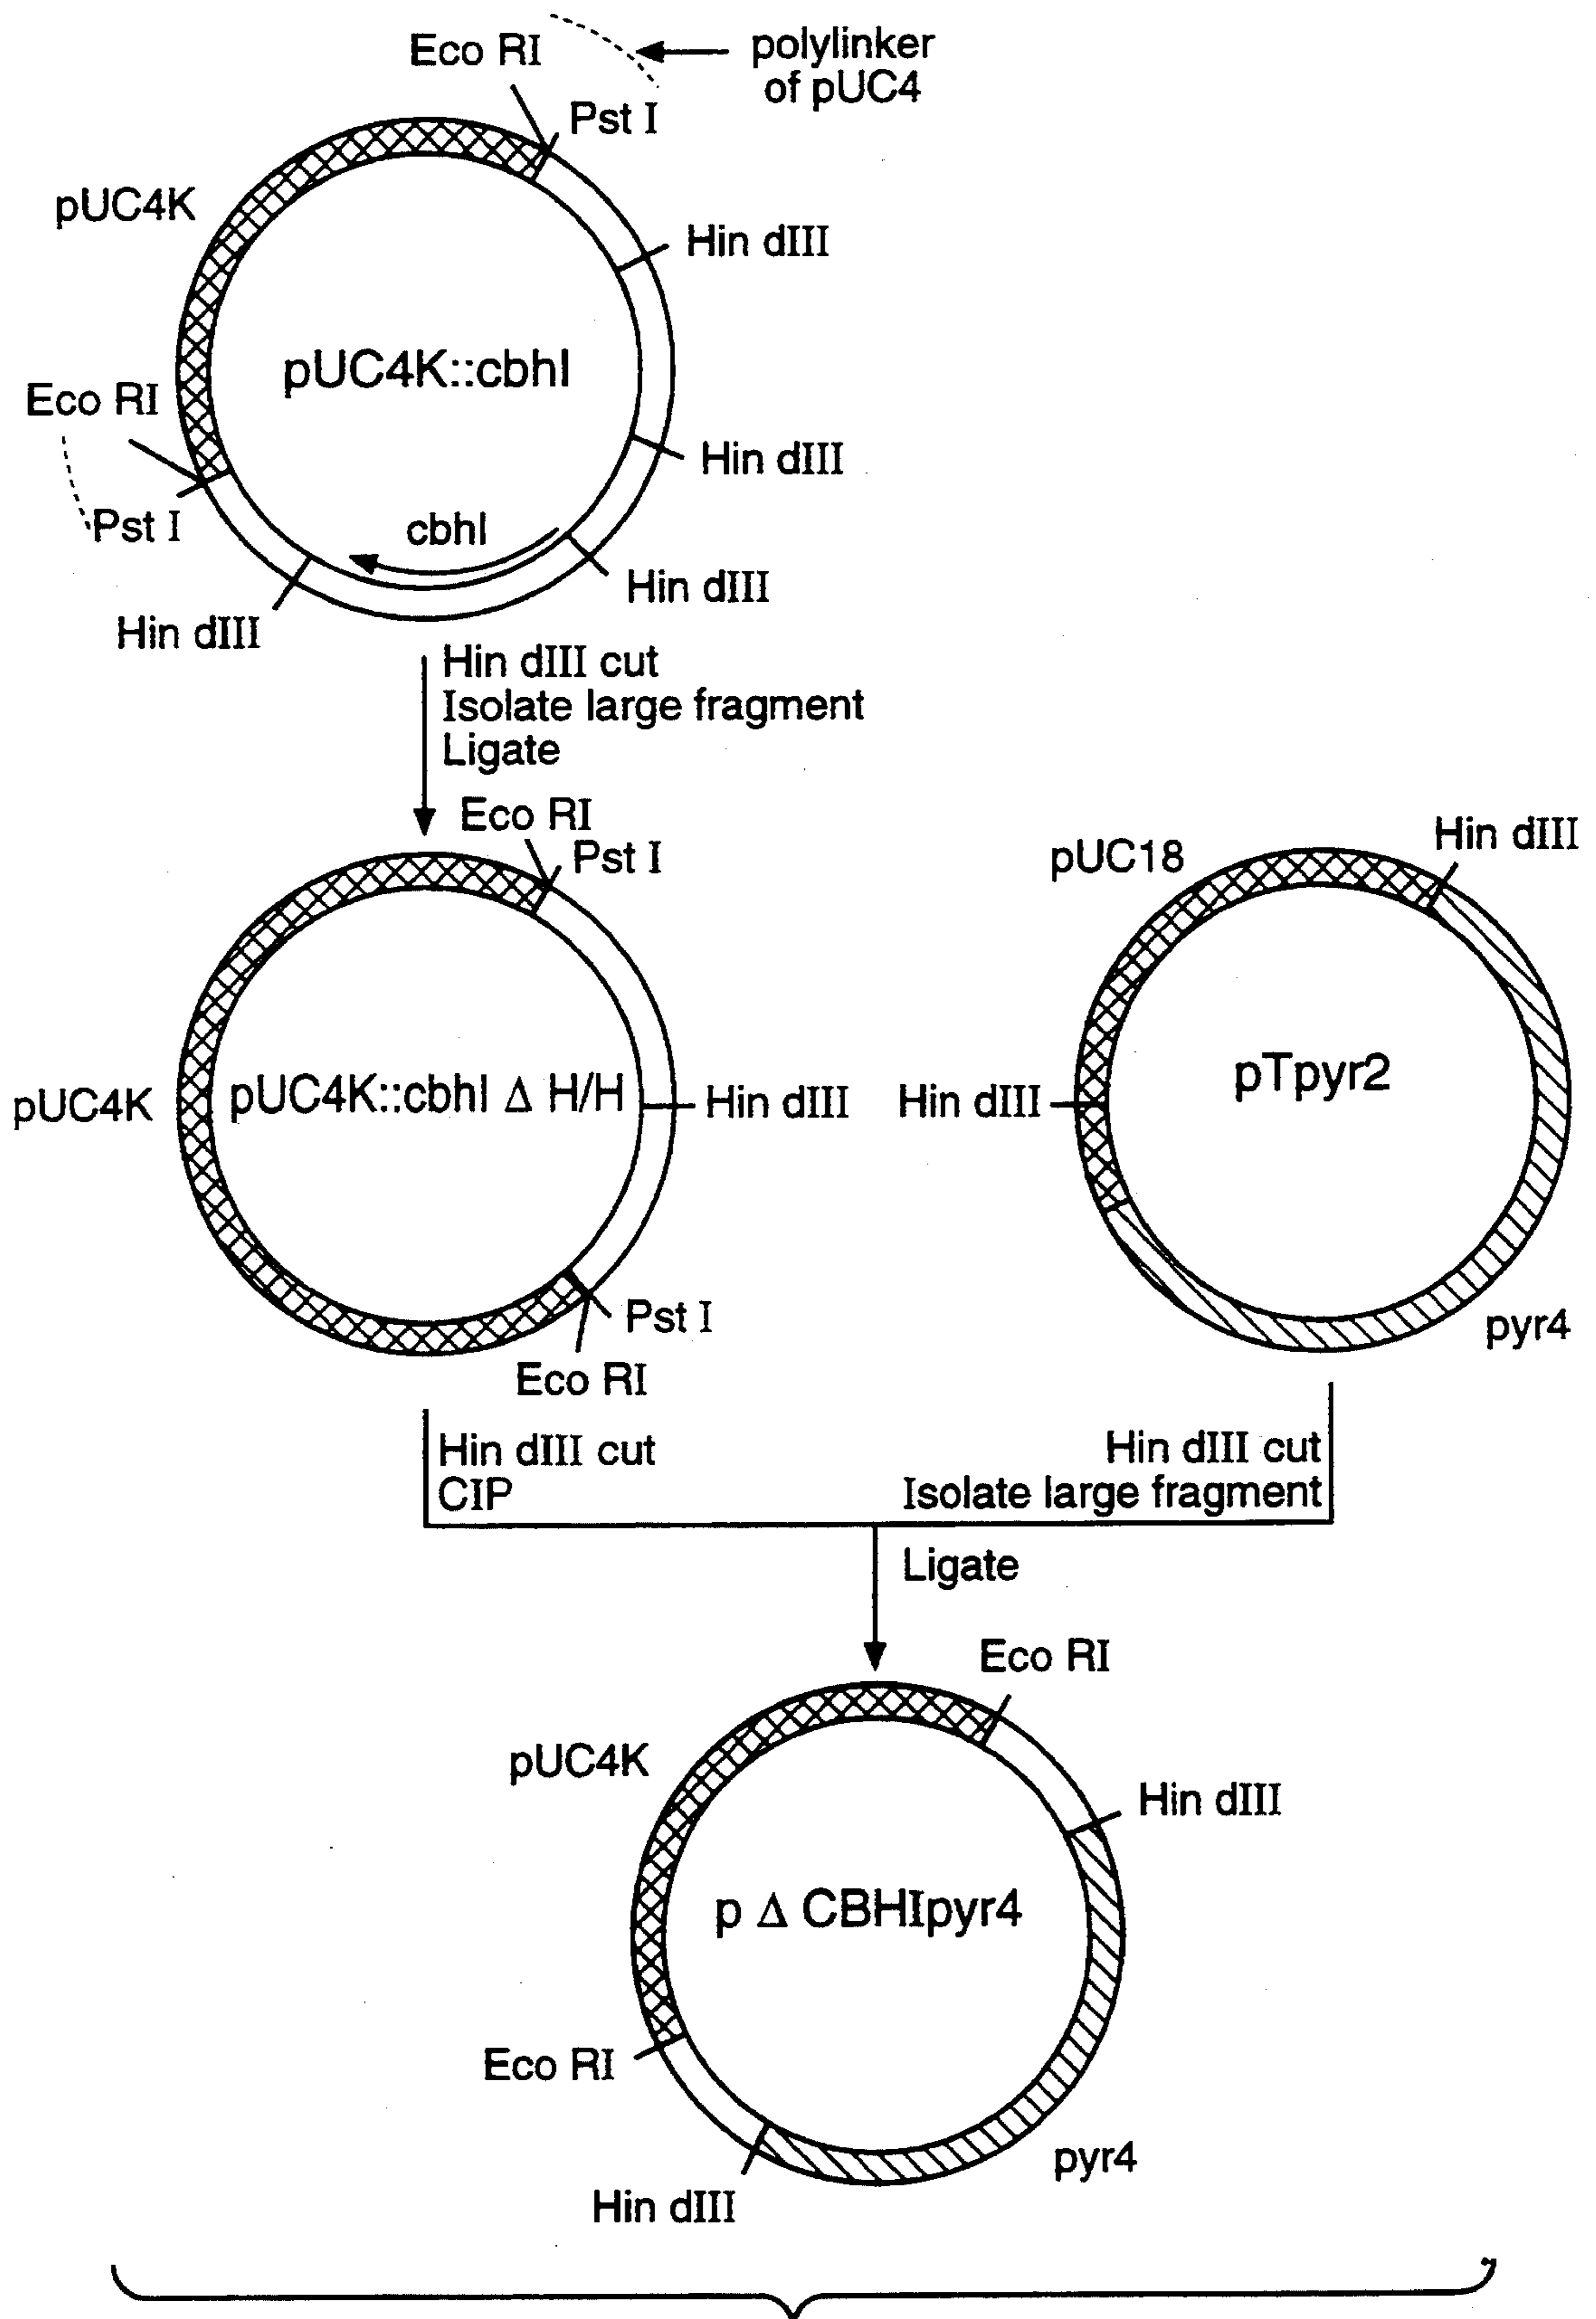 Eco RI
polylinker
of pUC4
Pst I
pUC4K
Hin dIII
pUC4K::cbhI
Eco RI
Hin dIII
Pst I
cbhI
Hin dIII
Hin dIII
Hin dIII cut
Isolate large fragment
Ligate
Eco RI
Pst I
pUC18
Hin dIII
pUC4K
pUC4K::cbhI Δ H/H
Hin dIII
Hin dIII
pTpyr2
Pst I
Eco RI
pyr4
Hin dIII cut
CIP
Hin dIII cut
Isolate large fragment
Ligate
Eco RI
pUC4K
Hin dIII
p Δ CBHIpyr4
Eco RI
pyr4
Hin dIII